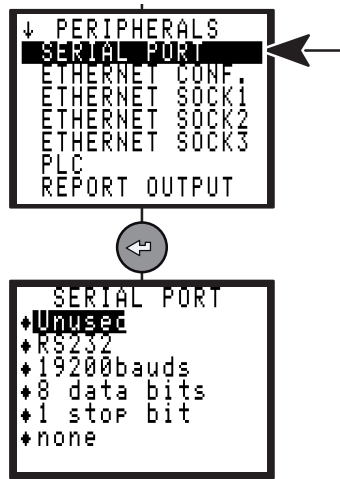 ↓ PERIPHERALS
SERIAL PORT
ETHERNET CONF.
ETHERNET SOCK1
ETHERNET SOCK2
ETHERNET SOCK3
PLC
REPORT OUTPUT
SERIAL PORT
♦Unused
♦RS232
♦19200bauds
♦8 data bits
♦1 stop bit
♦none